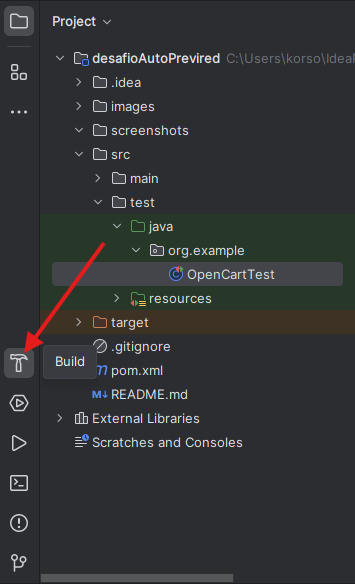 Project
desafioAutoPrevired C:\Users\korso\Ideal
.idea
images
screenshots
src
main
test
java
org.example
OpenCartTest
resources
target
.gitignore
Build
pom.xml
README.md
External Libraries
Scratches and Consoles